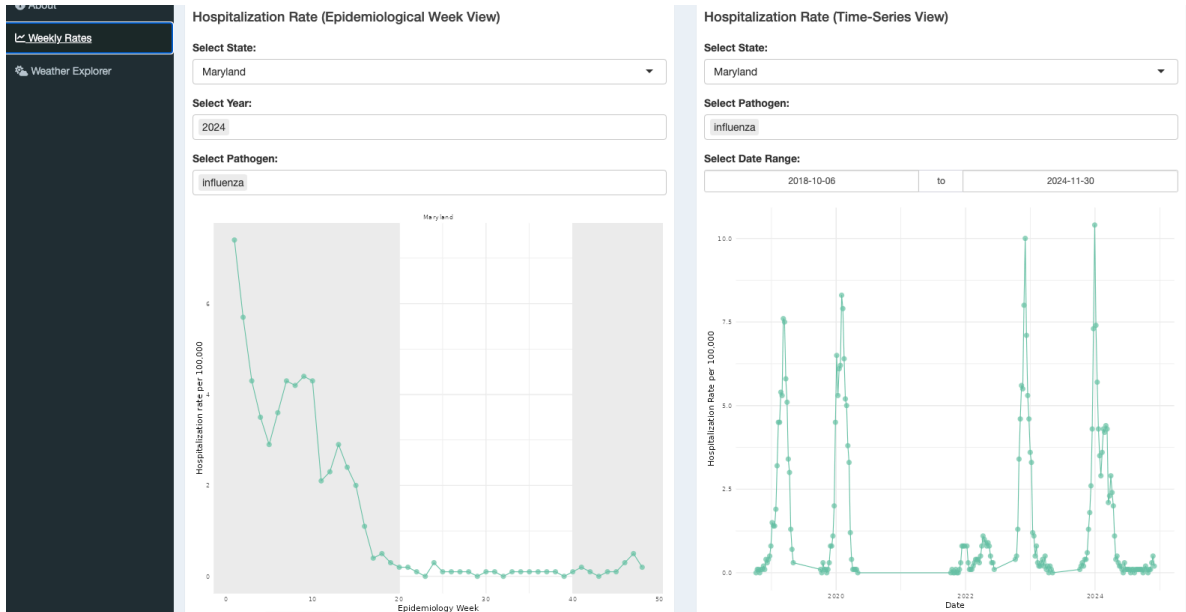 About
Weekly Rates
Weather Explorer
Hospitalization Rate (Epidemiological Week View)
Select State:
Maryland
Select Year:
2024
Select Pathogen:
influenza
Maryland
6
4
2
0
0 10 20 30 40 50
Hospitalization rate per 100,000
Epidemiology Week
Hospitalization Rate (Time-Series View)
Select State:
Maryland
Select Pathogen:
influenza
Select Date Range:
2018-10-06 to 2024-11-30
10.0
7.5
5.0
2.5
0.0
2020 2022 2024
Hospitalization Rate per 100,000
Date